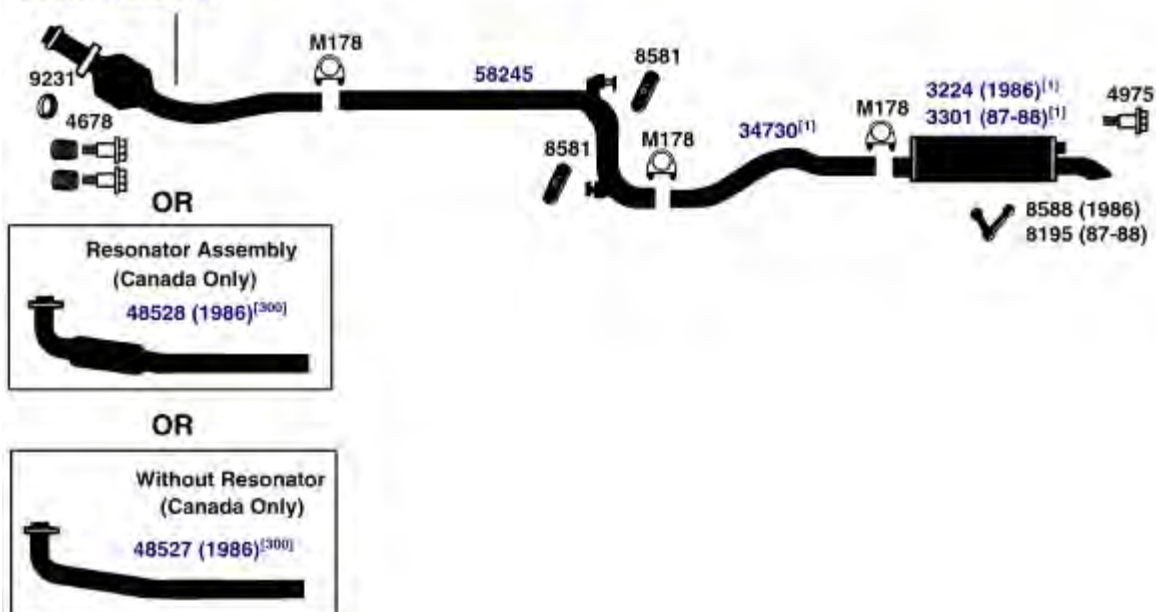 M178
9231
4678
58245
8581
8581
M178
34730[1]
M178
3224 (1986)[1]
3301 (87-88)[1]
4975
8588 (1986)
8195 (87-88)
OR
Resonator Assembly
(Canada Only)
48528 (1986)[300]
OR
Without Resonator
(Canada Only)
48527 (1986)[300]